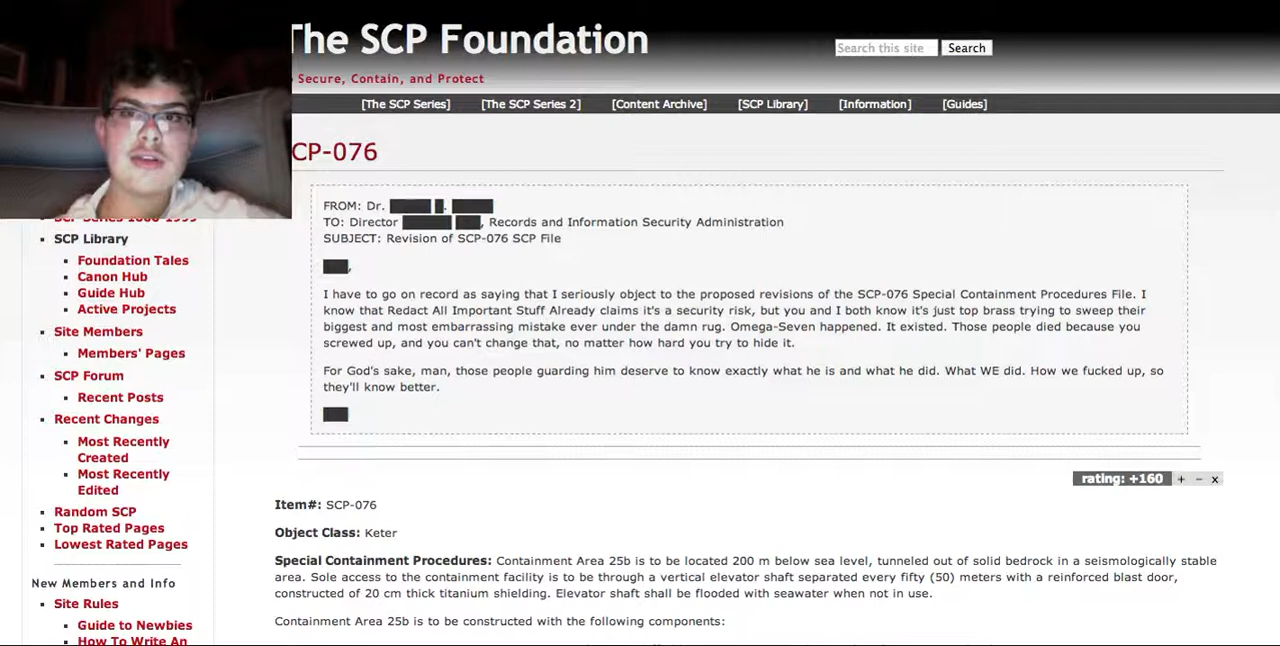 The SCP Foundation
Secure, Contain, and Protect
Search this site
Search
[The SCP Series] [The SCP Series 2] [Content Archive] [SCP Library] [Information] [Guides]
CP-076
FROM: Dr. █████ █. █████
TO: Director ██████ ███, Records and Information Security Administration
SUBJECT: Revision of SCP-076 SCP File
███,
I have to go on record as saying that I seriously object to the proposed revisions of the SCP-076 Special Containment Procedures File. I
know that Redact All Important Stuff Already claims it's a security risk, but you and I both know it's just top brass trying to sweep their
biggest and most embarrassing mistake ever under the damn rug. Omega-Seven happened. It existed. Those people died because you
screwed up, and you can't change that, no matter how hard you try to hide it.
For God's sake, man, those people guarding him deserve to know exactly what he is and what he did. What WE did. How we fucked up, so
they'll know better.
███
rating: +160 + − x
Item#: SCP-076
Object Class: Keter
Special Containment Procedures: Containment Area 25b is to be located 200 m below sea level, tunneled out of solid bedrock in a seismologically stable
area. Sole access to the containment facility is to be through a vertical elevator shaft separated every fifty (50) meters with a reinforced blast door,
constructed of 20 cm thick titanium shielding. Elevator shaft shall be flooded with seawater when not in use.
Containment Area 25b is to be constructed with the following components:
SCP Series 1000-1999
SCP Library
Foundation Tales
Canon Hub
Guide Hub
Active Projects
Site Members
Members' Pages
SCP Forum
Recent Posts
Recent Changes
Most Recently
Created
Most Recently
Edited
Random SCP
Top Rated Pages
Lowest Rated Pages
New Members and Info
Site Rules
Guide to Newbies
How To Write An